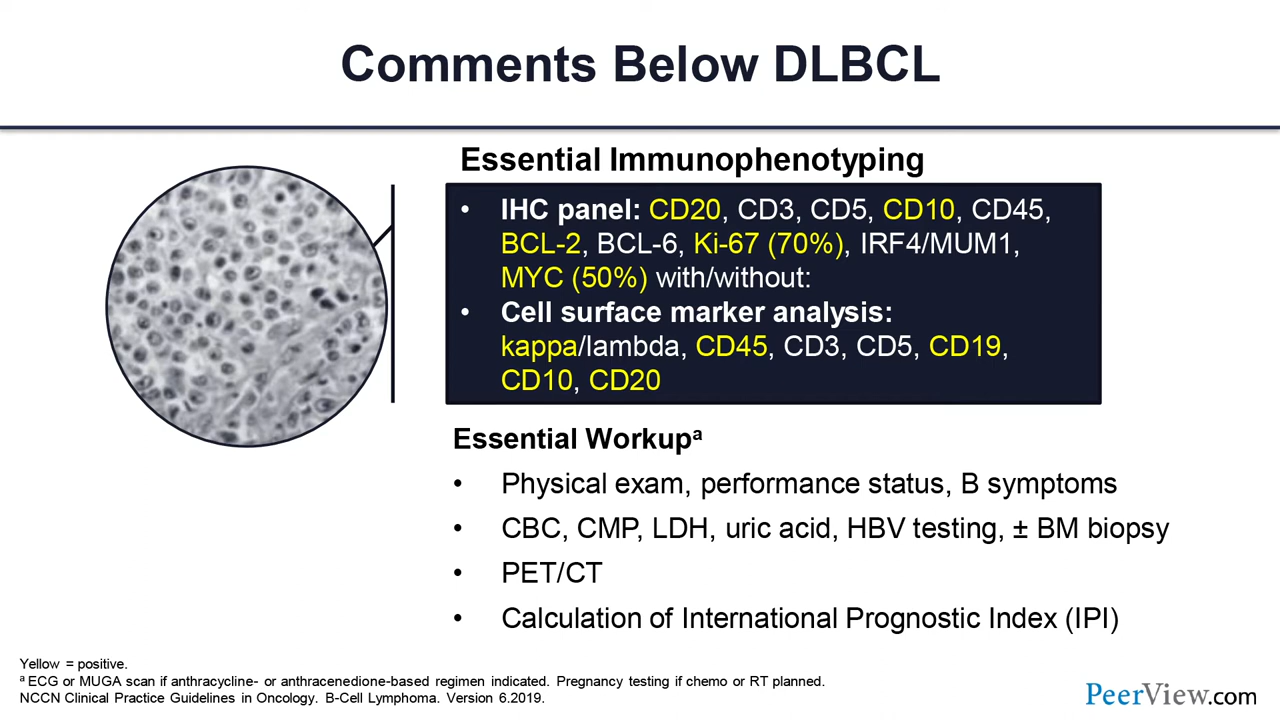 Comments Below DLBCL
Essential Immunophenotyping
• IHC panel: CD20, CD3, CD5, CD10, CD45,
BCL-2, BCL-6, Ki-67 (70%), IRF4/MUM1,
MYC (50%) with/without:
• Cell surface marker analysis:
kappa/lambda, CD45, CD3, CD5, CD19,
CD10, CD20
Essential Workupᵃ
• Physical exam, performance status, B symptoms
• CBC, CMP, LDH, uric acid, HBV testing, ± BM biopsy
• PET/CT
• Calculation of International Prognostic Index (IPI)
Yellow = positive.
ᵃ ECG or MUGA scan if anthracycline- or anthracenedione-based regimen indicated. Pregnancy testing if chemo or RT planned.
NCCN Clinical Practice Guidelines in Oncology. B-Cell Lymphoma. Version 6.2019.
PeerView.com